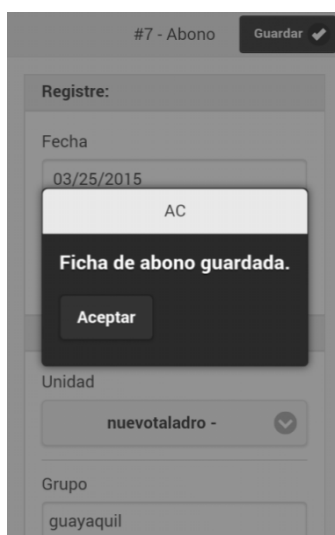 #7 - Abono
Guardar
Registre:
Fecha
03/25/2015
AC
Ficha de abono guardada.
Aceptar
Unidad
nuevotaladro -
Grupo
guayaquil